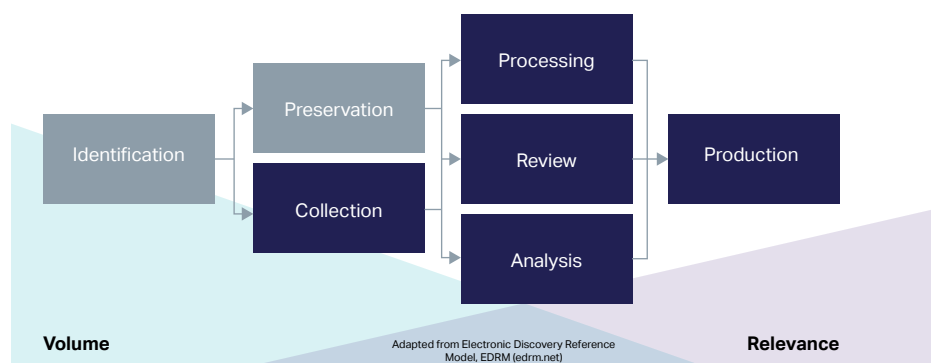 Identification
Preservation
Collection
Processing
Review
Analysis
Production
Volume
Adapted from Electronic Discovery Reference
Model, EDRM (edrm.net)
Relevance